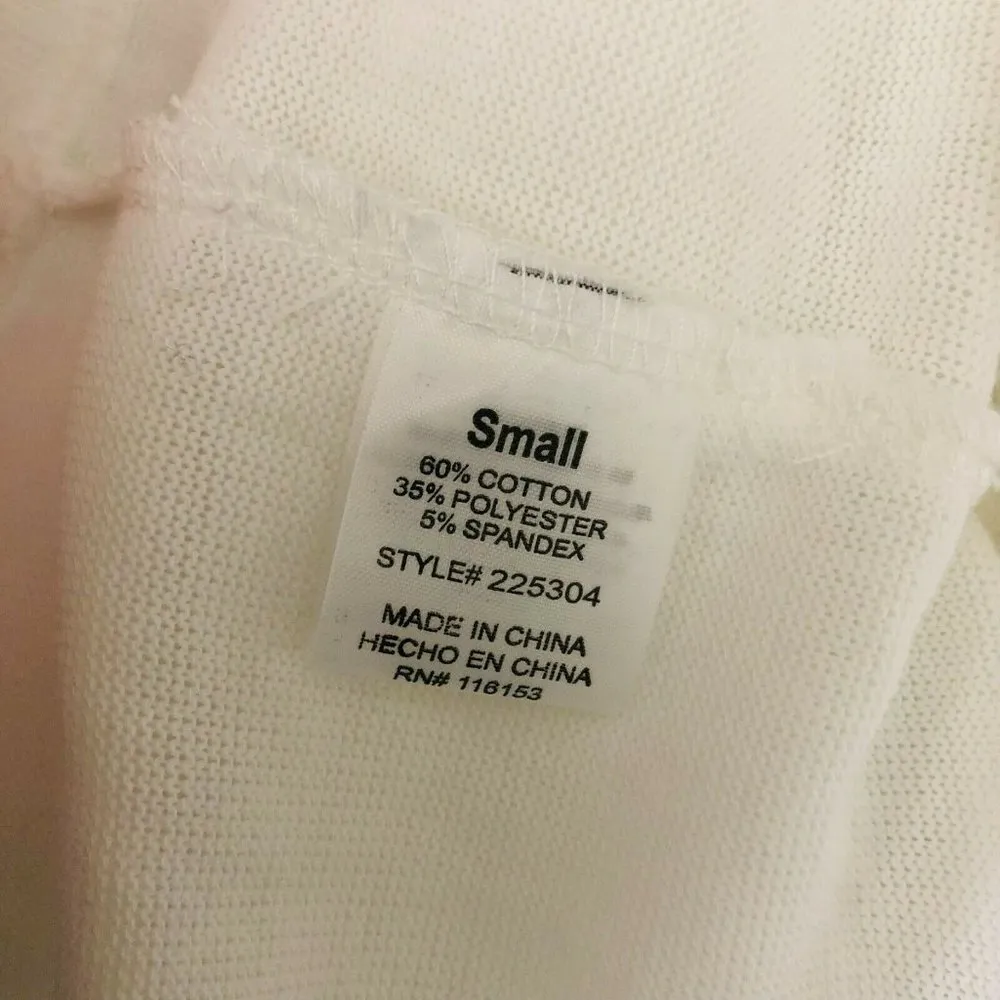 Small
60% COTTON
35% POLYESTER
5% SPANDEX
STYLE# 225304
MADE IN CHINA
HECHO EN CHINA
RN# 116153